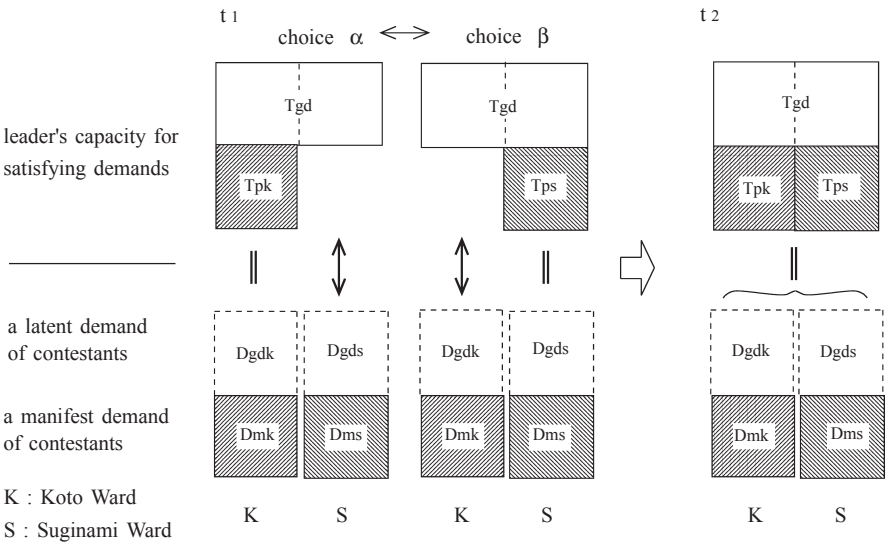 t 1
t 2
choice α
choice β
Tgd
Tgd
Tgd
leader's capacity for
satisfying demands
Tpk
Tps
Tpk
Tps
a latent demand
of contestants
Dgdk
Dgds
Dgdk
Dgds
Dgdk
Dgds
a manifest demand
of contestants
Dmk
Dms
Dmk
Dms
Dmk
Dms
K : Koto Ward
S : Suginami Ward
K
S
K
S
K
S